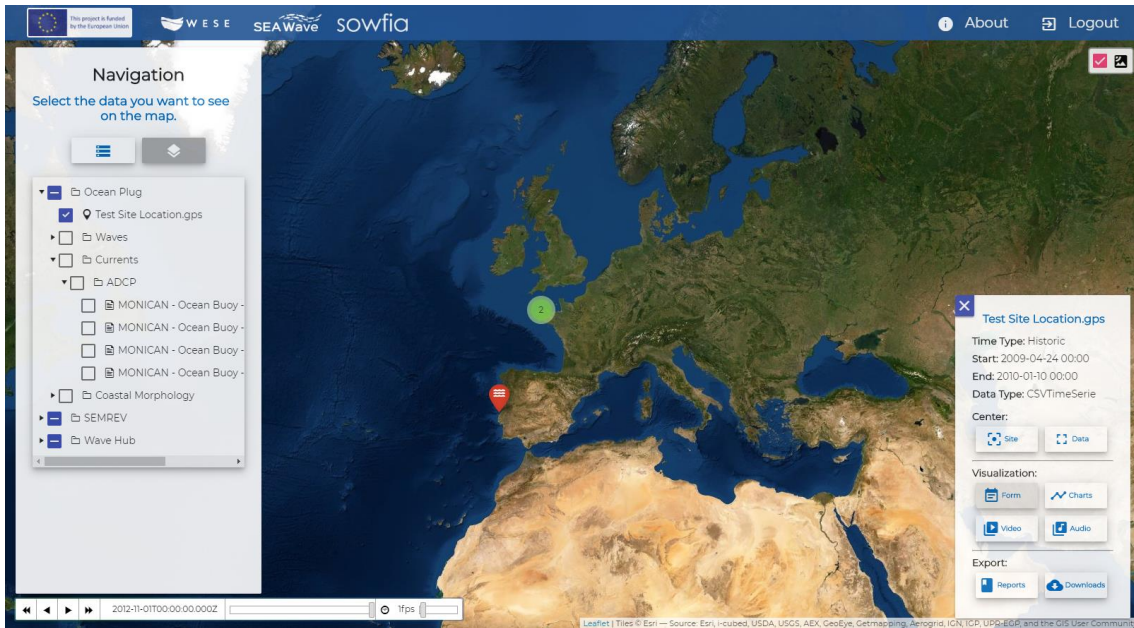 This project is funded
by the European Union
WESE
SEAWave
sowfia
About
Logout
Navigation
Select the data you want to see
on the map.
Ocean Plug
Test Site Location.gps
Waves
Currents
ADCP
MONICAN - Ocean Buoy -
MONICAN - Ocean Buoy -
MONICAN - Ocean Buoy -
MONICAN - Ocean Buoy -
Coastal Morphology
SEMREV
Wave Hub
2
Test Site Location.gps
Time Type: Historic
Start: 2009-04-24 00:00
End: 2010-01-10 00:00
Data Type: CSVTimeSerie
Center:
Site
Data
Visualization:
Form
Charts
Video
Audio
Export:
Reports
Downloads
2012-11-01T00:00:00.000Z
1fps
Leaflet | Tiles © Esri — Source: Esri, i-cubed, USDA, USGS, AEX, GeoEye, Getmapping, Aerogrid, IGN, IGP, UPR-EGP, and the GIS User Community